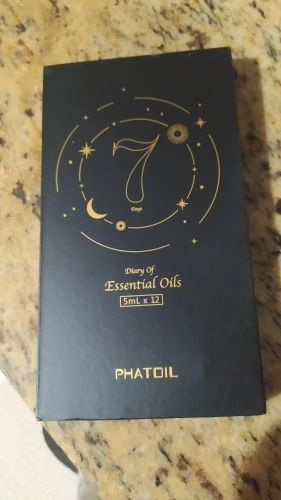 7
Days
Diary Of
Essential Oils
5mL x 12
PHATOIL